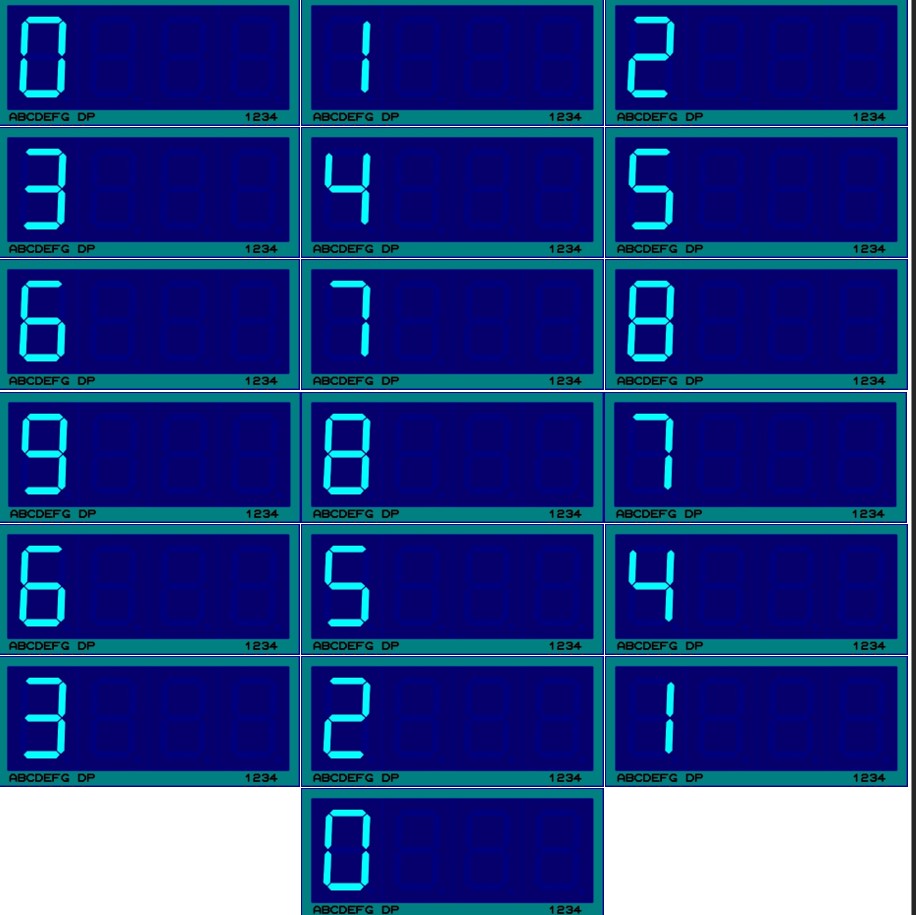 0 1 2
ABCDEFG DP 1234 ABCDEFG DP 1234 ABCDEFG DP 1234
3 4 5
ABCDEFG DP 1234 ABCDEFG DP 1234 ABCDEFG DP 1234
6 7 8
ABCDEFG DP 1234 ABCDEFG DP 1234 ABCDEFG DP 1234
9 8 7
ABCDEFG DP 1234 ABCDEFG DP 1234 ABCDEFG DP 1234
6 5 4
ABCDEFG DP 1234 ABCDEFG DP 1234 ABCDEFG DP 1234
3 2 1
ABCDEFG DP 1234 ABCDEFG DP 1234 ABCDEFG DP 1234
0
ABCDEFG DP 1234